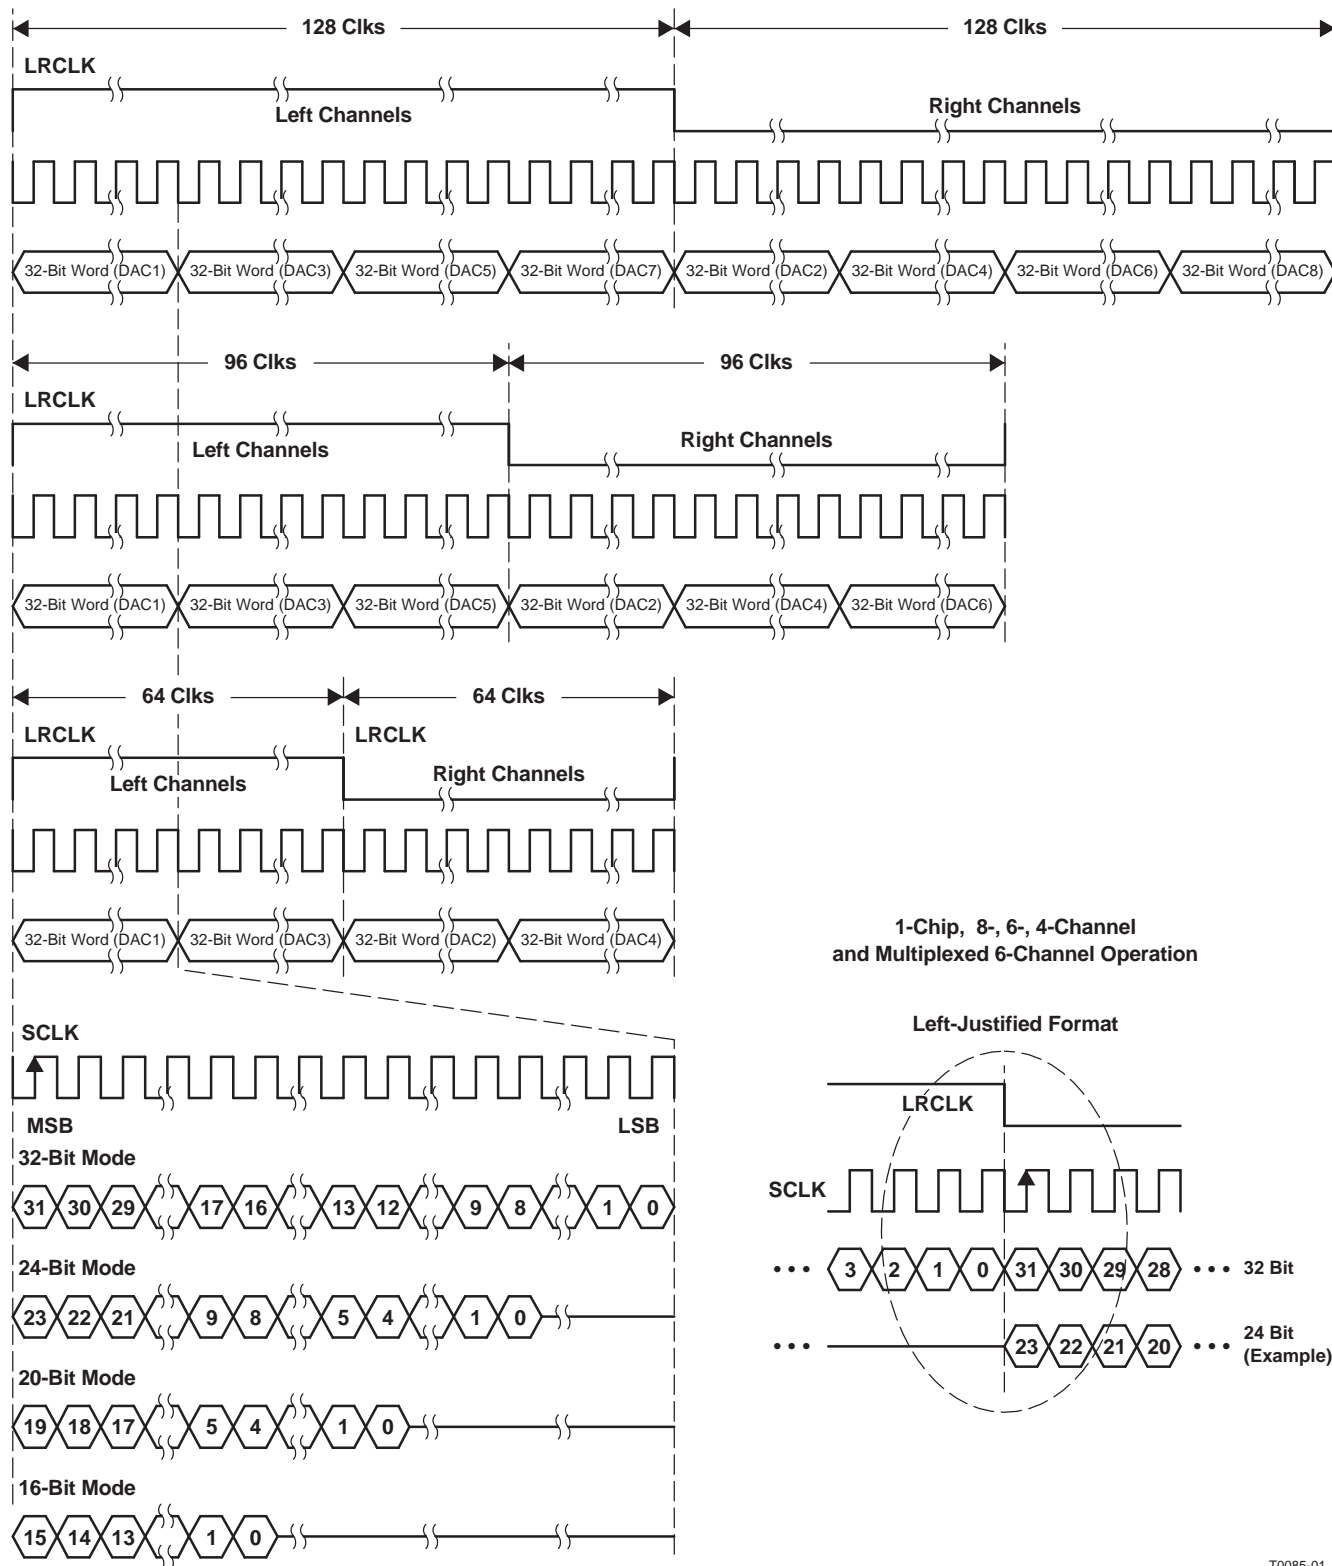 128 Clks 128 Clks
LRCLK
Left Channels Right Channels
32-Bit Word (DAC1) 32-Bit Word (DAC3) 32-Bit Word (DAC5) 32-Bit Word (DAC7) 32-Bit Word (DAC2) 32-Bit Word (DAC4) 32-Bit Word (DAC6) 32-Bit Word (DAC8)
96 Clks 96 Clks
LRCLK
Left Channels Right Channels
32-Bit Word (DAC1) 32-Bit Word (DAC3) 32-Bit Word (DAC5) 32-Bit Word (DAC2) 32-Bit Word (DAC4) 32-Bit Word (DAC6)
64 Clks 64 Clks
LRCLK LRCLK
Left Channels Right Channels
32-Bit Word (DAC1) 32-Bit Word (DAC3) 32-Bit Word (DAC2) 32-Bit Word (DAC4)
SCLK
MSB LSB
32-Bit Mode
31 30 29 17 16 13 12 9 8 1 0
24-Bit Mode
23 22 21 9 8 5 4 1 0
20-Bit Mode
19 18 17 5 4 1 0
16-Bit Mode
15 14 13 1 0
1-Chip, 8-, 6-, 4-Channel
and Multiplexed 6-Channel Operation
Left-Justified Format
LRCLK
SCLK
••• 3 2 1 0 31 30 29 28 ••• 32 Bit
••• 23 22 21 20 ••• 24 Bit
(Example)
T0085-01